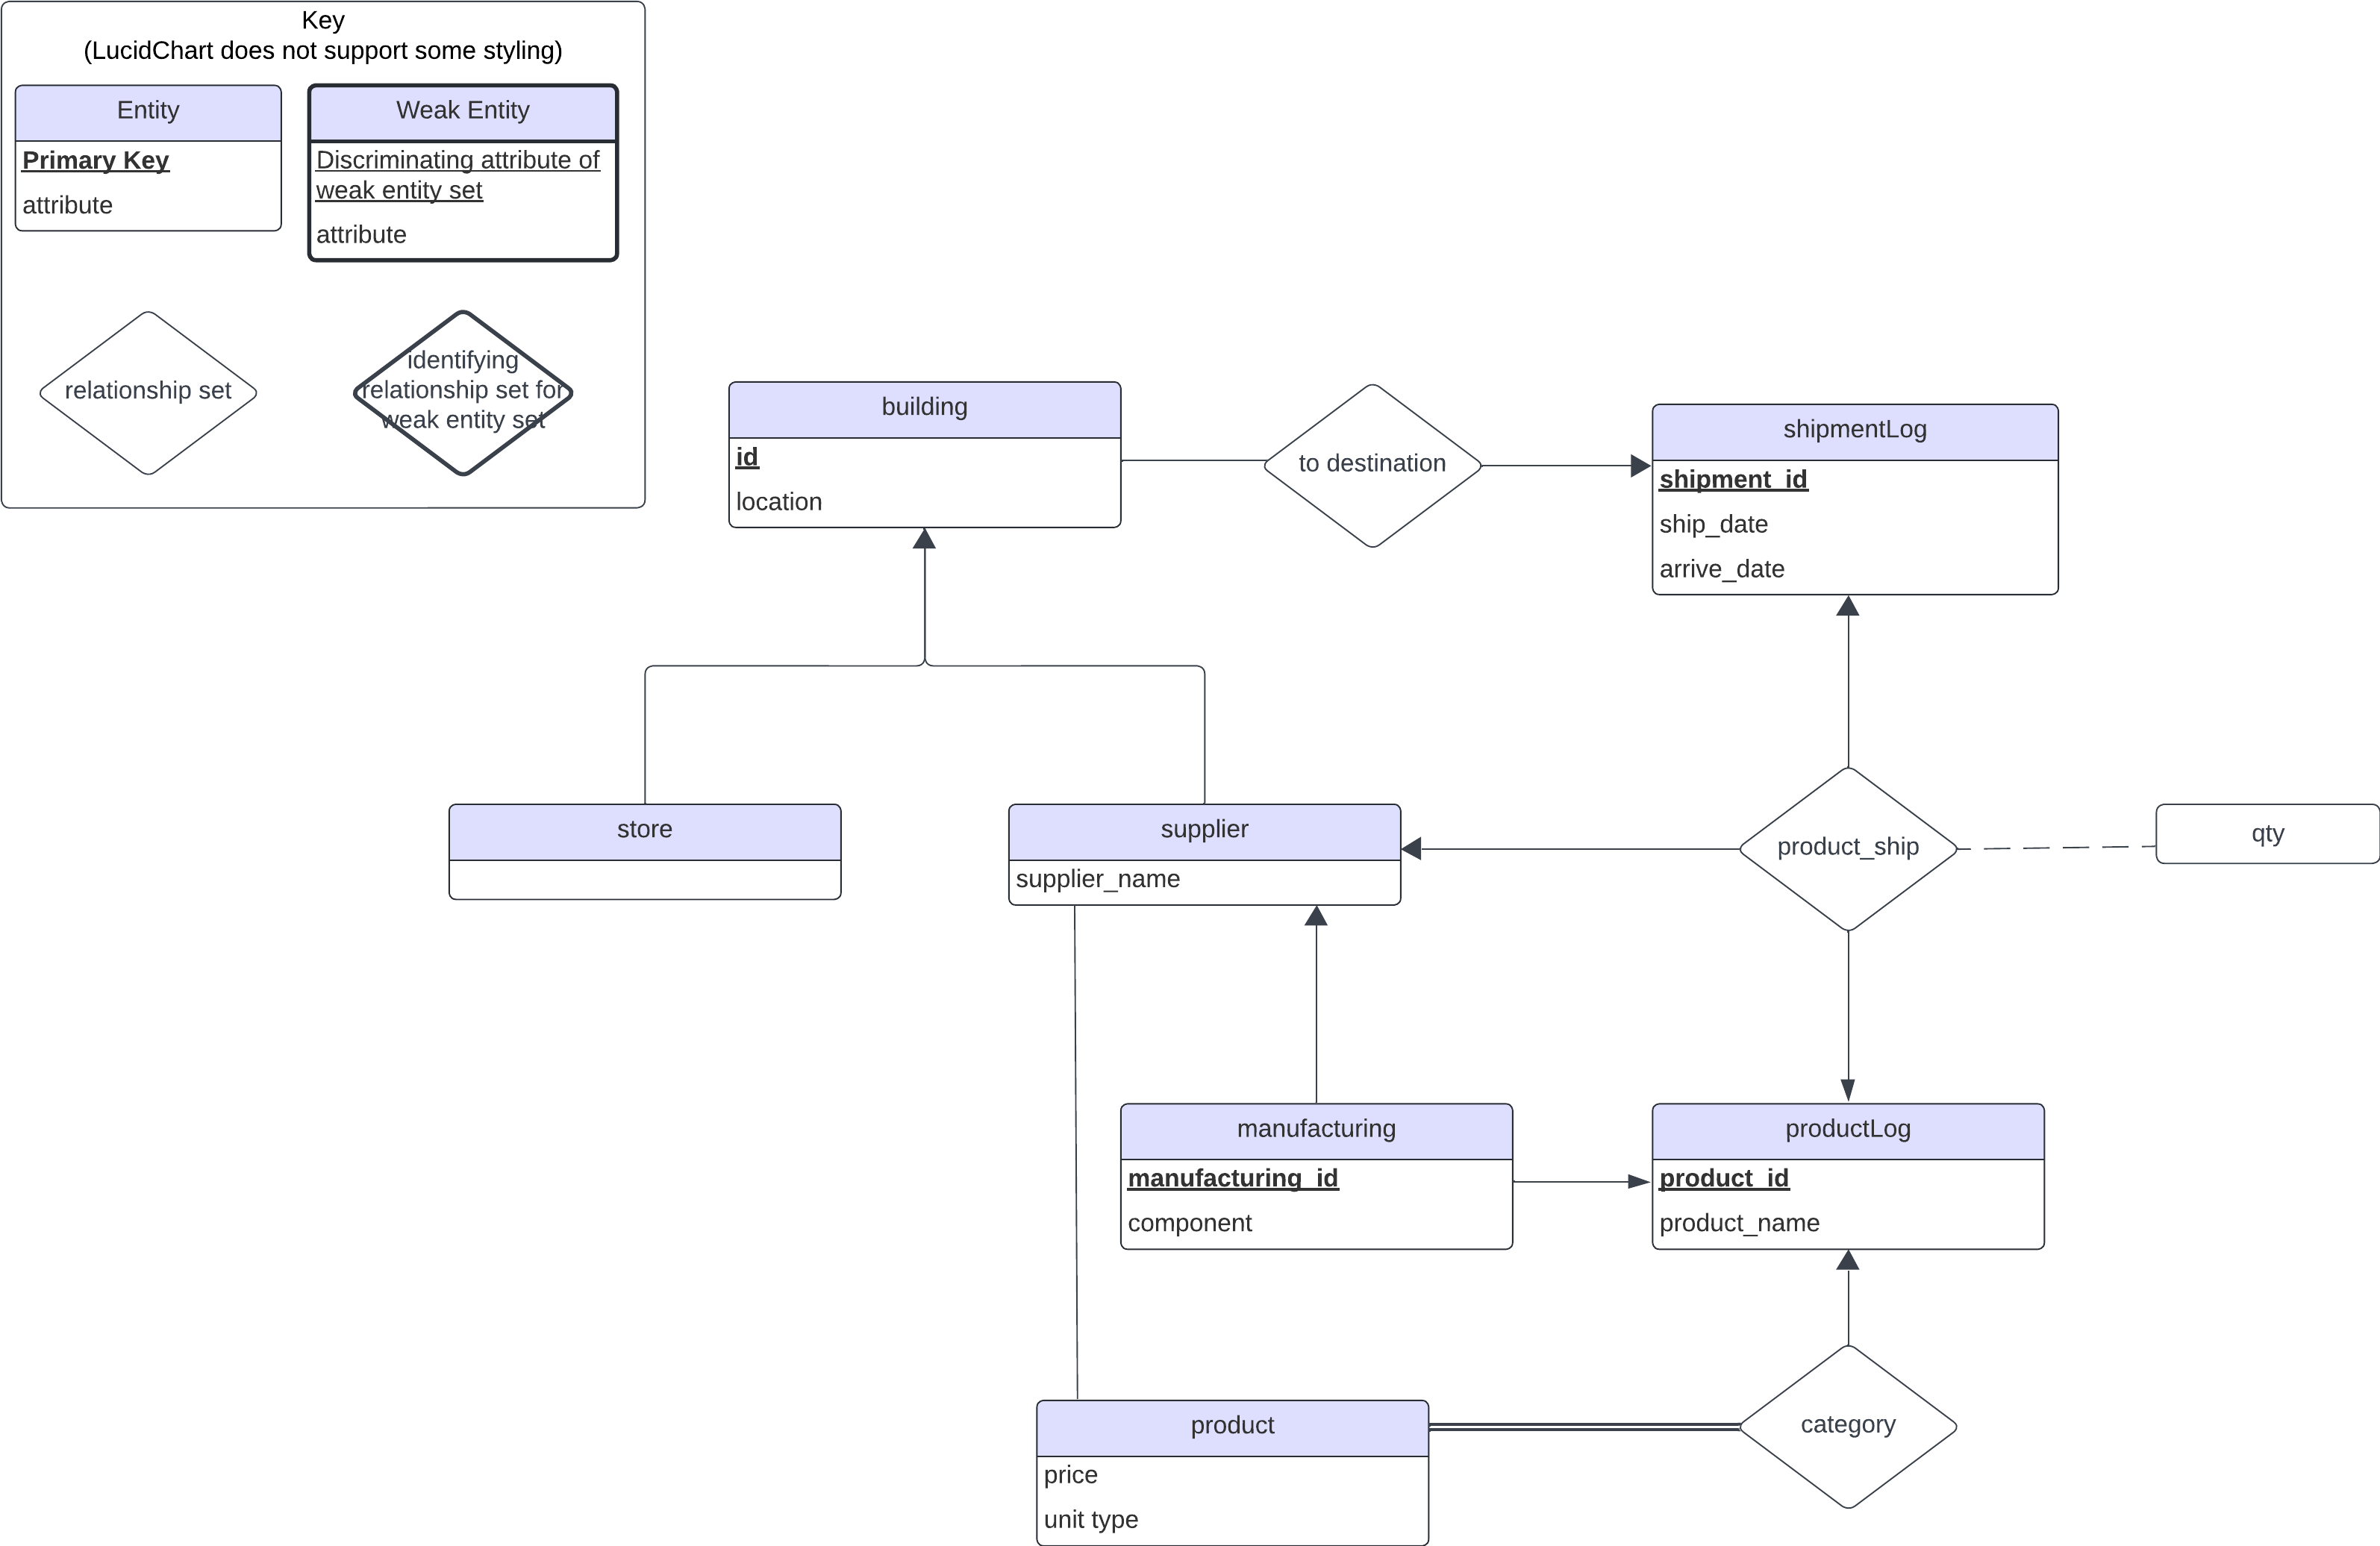 Key
(LucidChart does not support some styling)
Entity
Primary Key
attribute
Weak Entity
Discriminating attribute of
weak entity set
attribute
relationship set
identifying
relationship set for
weak entity set
building
id
location
to destination
shipmentLog
shipment_id
ship_date
arrive_date
store
supplier
supplier_name
product_ship
qty
manufacturing
manufacturing_id
component
productLog
product_id
product_name
product
price
unit type
category